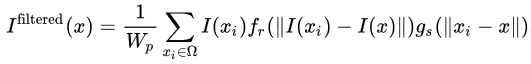 I^{\text{filtered}}(x) = \frac{1}{W_p} \sum_{x_i \in \Omega} I(x_i) f_r(\|I(x_i) - I(x)\|) g_s(\|x_i - x\|)